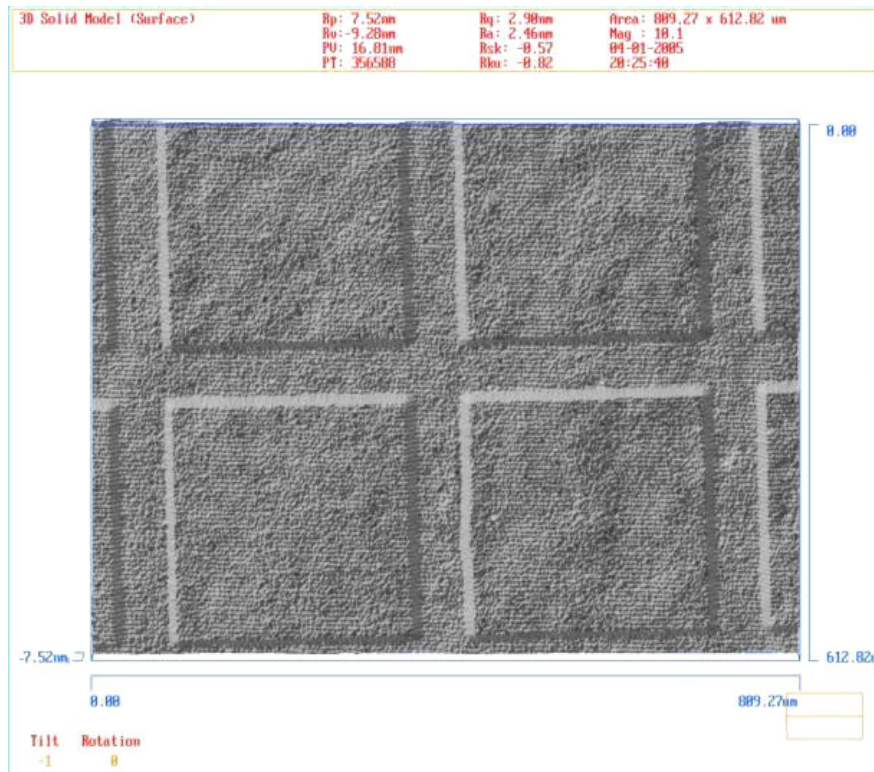 3D Solid Model (Surface)
Rp: 7.52nm Rq: 2.90nm Area: 809.27 x 612.82 um
Rv:-9.28nm Ra: 2.46nm Mag : 10.1
PV: 16.81nm Rsk: -0.57 04-01-2005
PT: 356588 Rku: -0.82 20:25:40
0.00
-7.52nm
612.82
0.00
809.27um
Tilt Rotation
-1 0